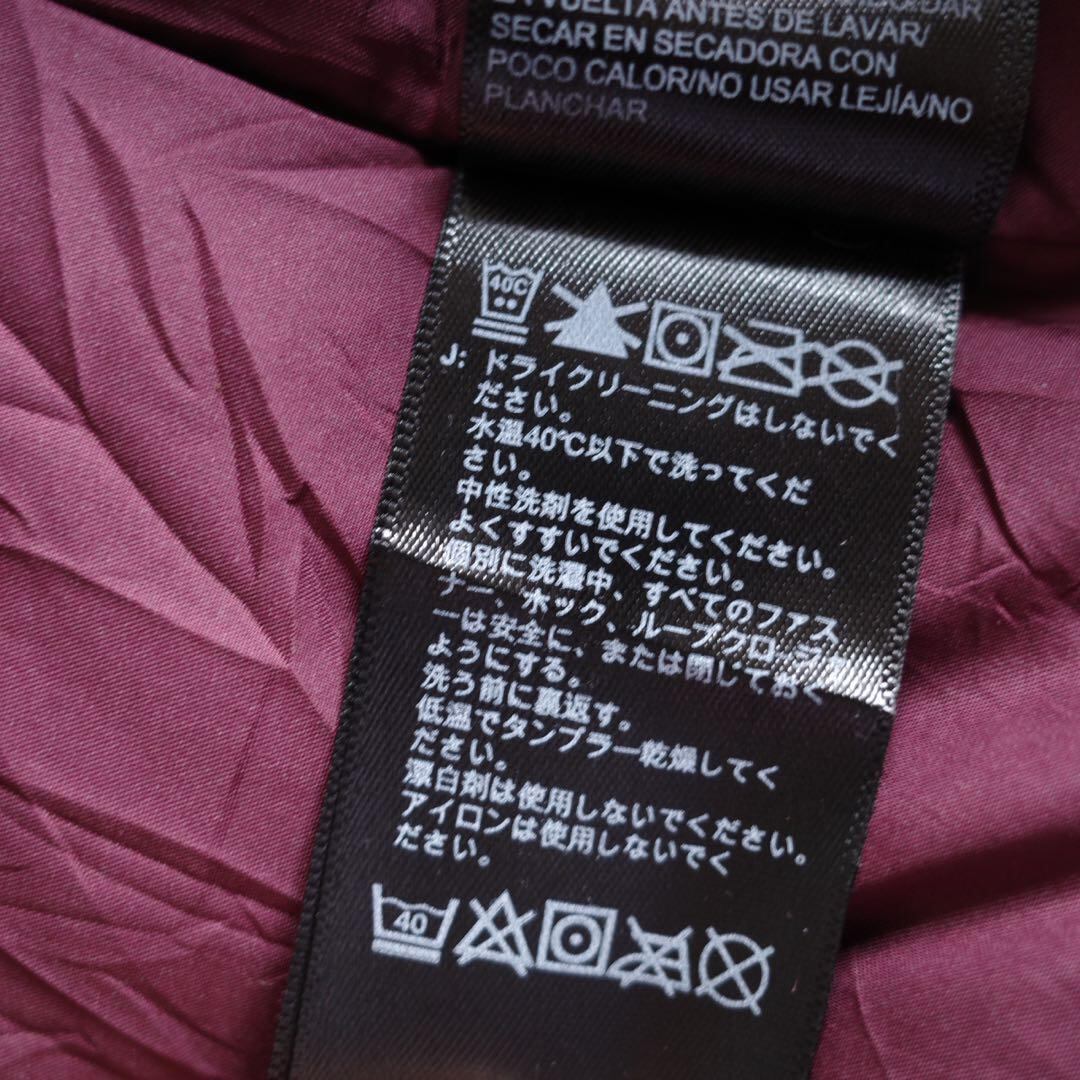 LA VUELTA ANTES DE LAVAR/
SECAR EN SECADORA CON
POCO CALOR/NO USAR LEJÍA/NO
PLANCHAR
40C
J: ドライクリーニングはしないでく
ださい。
水温40℃以下で洗ってくだ
さい。
中性洗剤を使用してください。
よくすすいでください。
個別に洗濯中、すべてのファス
ナー、ホック、ループクロージャ
ーは安全に、または閉じておく
ようにする。
洗う前に裏返す。
低温でタンブラー乾燥してく
ださい。
漂白剤は使用しないでください。
アイロンは使用しないでく
ださい。
40